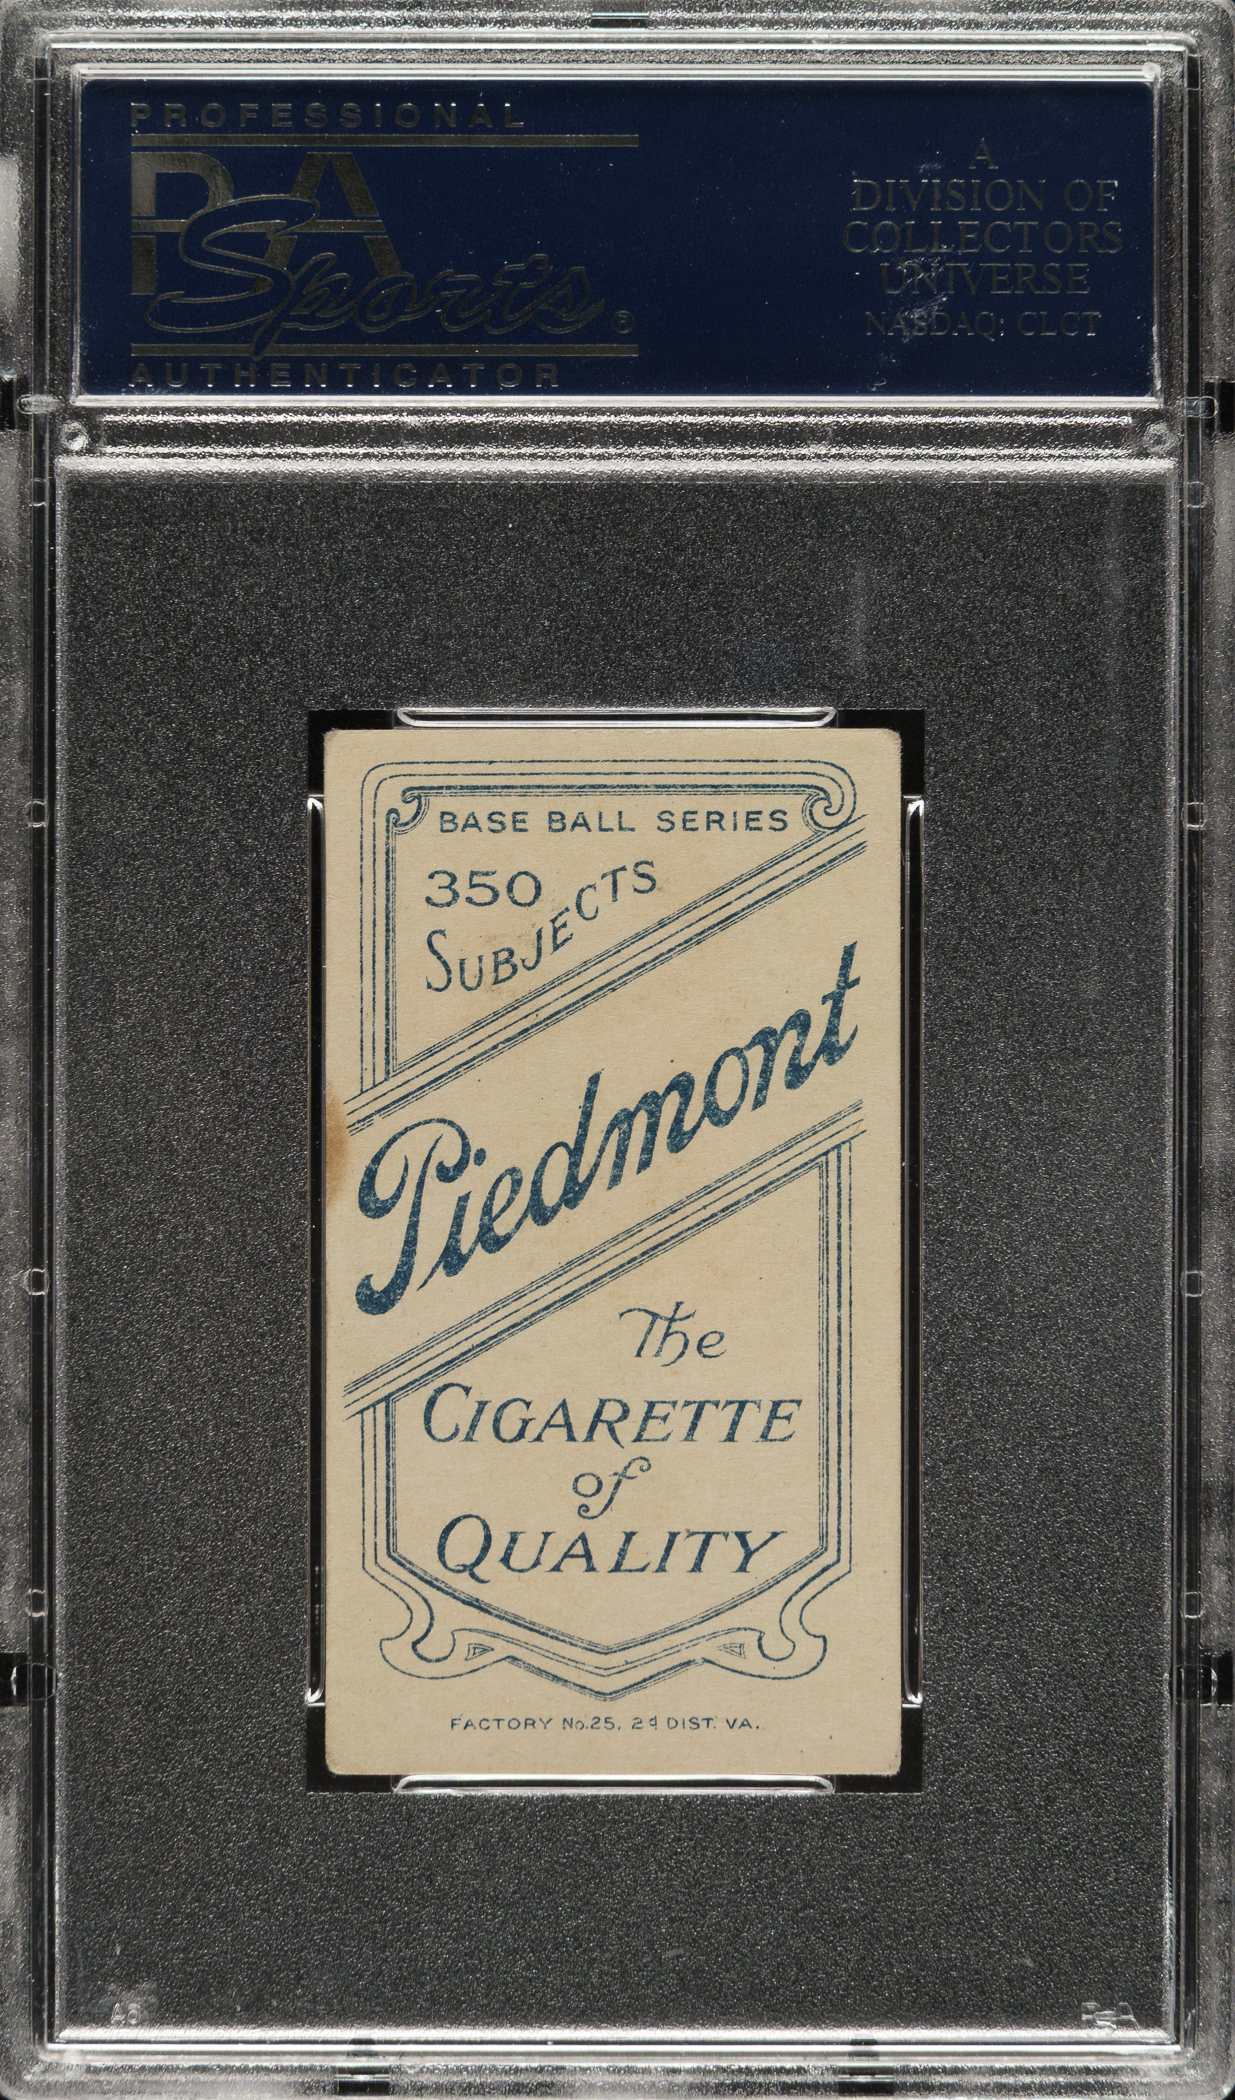 PROFESSIONAL
PSA
Sports®
AUTHENTICATOR
A
DIVISION OF
COLLECTORS
UNIVERSE
NASDAQ: CLCT
BASE BALL SERIES
350
SUBJECTS
Piedmont
The
CIGARETTE
of
QUALITY
FACTORY No.25, 2d DIST. VA.
PSA